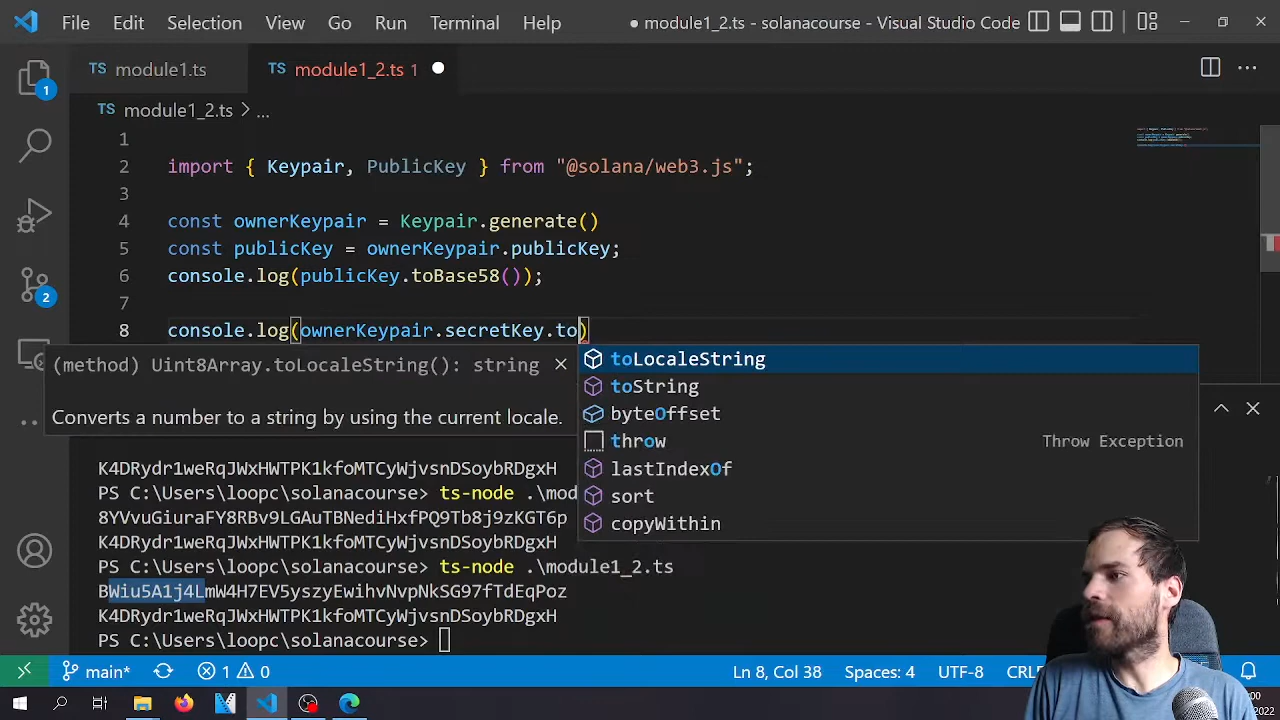 File Edit Selection View Go Run Terminal Help ● module1_2.ts - solanacourse - Visual Studio Code
TS module1.ts TS module1_2.ts 1
TS module1_2.ts > ...
1
2 import { Keypair, PublicKey } from "@solana/web3.js";
3
4 const ownerKeypair = Keypair.generate()
5 const publicKey = ownerKeypair.publicKey;
6 console.log(publicKey.toBase58());
7
8 console.log(ownerKeypair.secretKey.to)
(method) Uint8Array.toLocaleString(): string
Converts a number to a string by using the current locale.
toLocaleString
toString
byteOffset
throw Throw Exception
lastIndexOf
sort
copyWithin
K4DRydr1weRqJWxHWTPK1kfoMTCyWjvsnDSoybRDgxH
PS C:\Users\loopc\solanacourse> ts-node .\mod
8YVvuGiuraFY8RBv9LGAuTBNediHxfPQ9Tb8j9zKGT6p
K4DRydr1weRqJWxHWTPK1kfoMTCyWjvsnDSoybRDgxH
PS C:\Users\loopc\solanacourse> ts-node .\module1_2.ts
BWiu5A1j4LmW4H7EV5yszyEwihvNvpNkSG97fTdEqPoz
K4DRydr1weRqJWxHWTPK1kfoMTCyWjvsnDSoybRDgxH
PS C:\Users\loopc\solanacourse>
1
2
main* 1 0 Ln 8, Col 38 Spaces: 4 UTF-8 CRLF
:00
2022